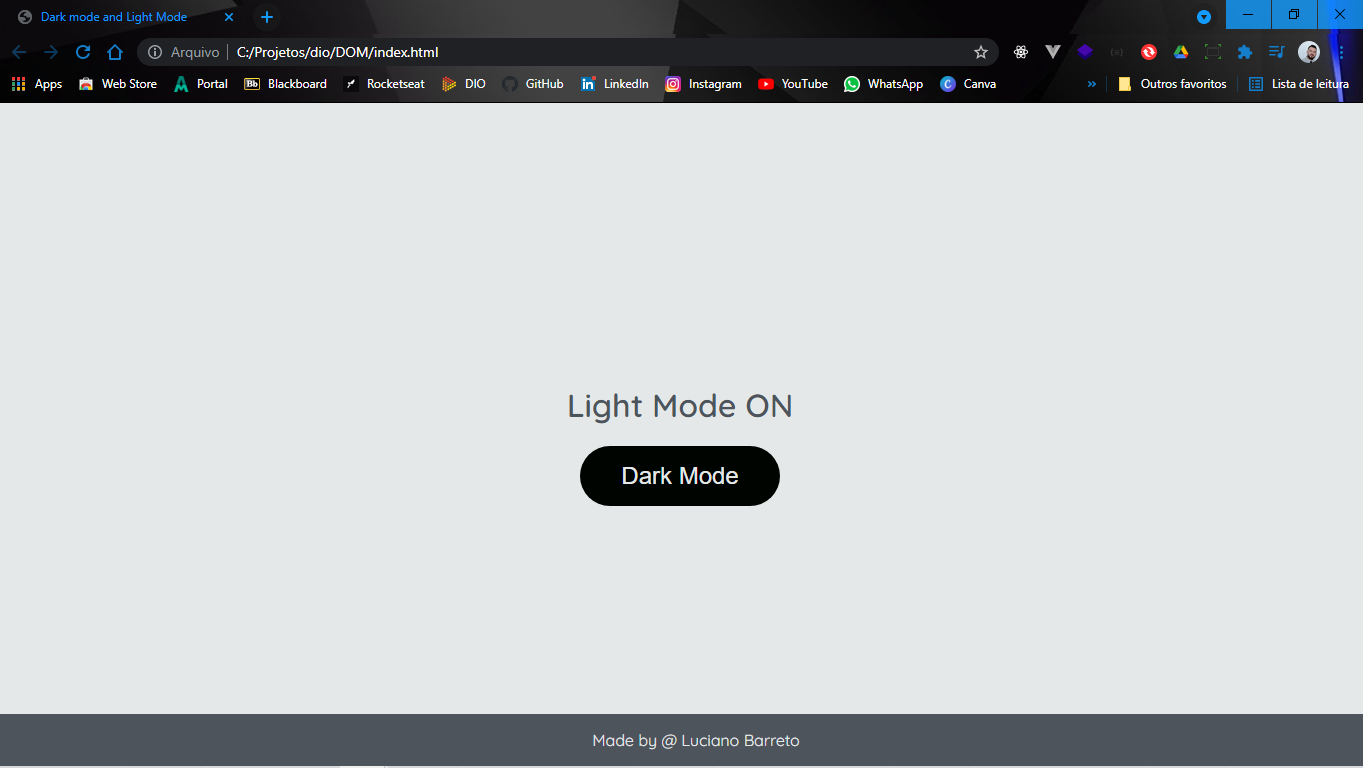 Dark mode and Light Mode
Arquivo C:/Projetos/dio/DOM/index.html
Apps Web Store Portal Bb Blackboard Rocketseat DIO GitHub in LinkedIn Instagram YouTube WhatsApp C Canva » Outros favoritos Lista de leitura
Light Mode ON
Dark Mode
Made by @ Luciano Barreto